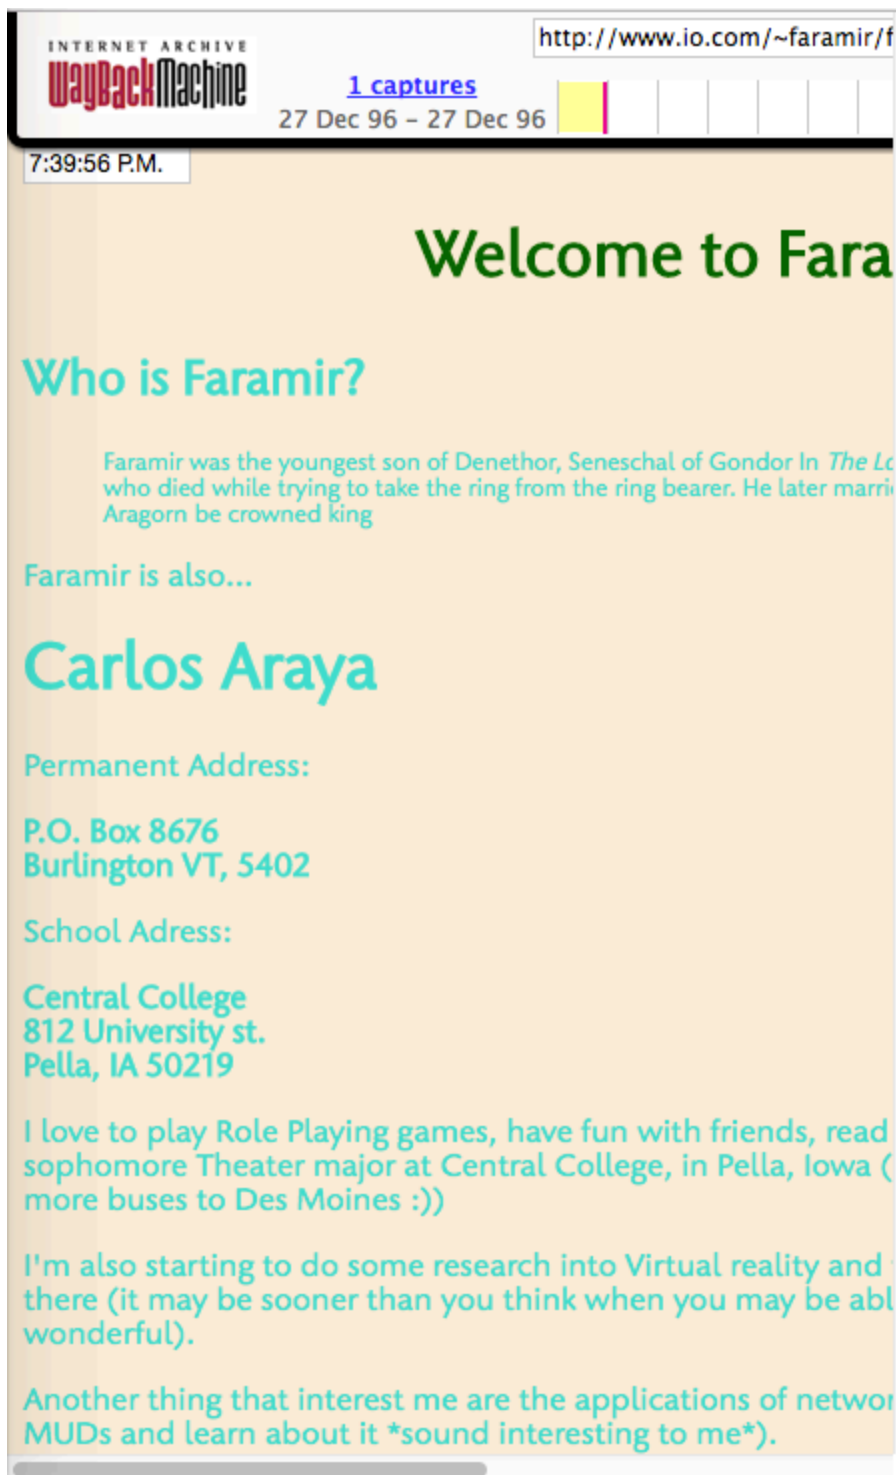 INTERNET ARCHIVE
WayBackMachine
http://www.io.com/~faramir/f
1 captures
27 Dec 96 – 27 Dec 96
7:39:56 P.M.
Welcome to Fara
Who is Faramir?
Faramir was the youngest son of Denethor, Seneschal of Gondor In The Lo
who died while trying to take the ring from the ring bearer. He later marri
Aragorn be crowned king
Faramir is also...
Carlos Araya
Permanent Address:
P.O. Box 8676
Burlington VT, 5402
School Adress:
Central College
812 University st.
Pella, IA 50219
I love to play Role Playing games, have fun with friends, read
sophomore Theater major at Central College, in Pella, Iowa (
more buses to Des Moines :))
I'm also starting to do some research into Virtual reality and
there (it may be sooner than you think when you may be abl
wonderful).
Another thing that interest me are the applications of networ
MUDs and learn about it *sound interesting to me*).